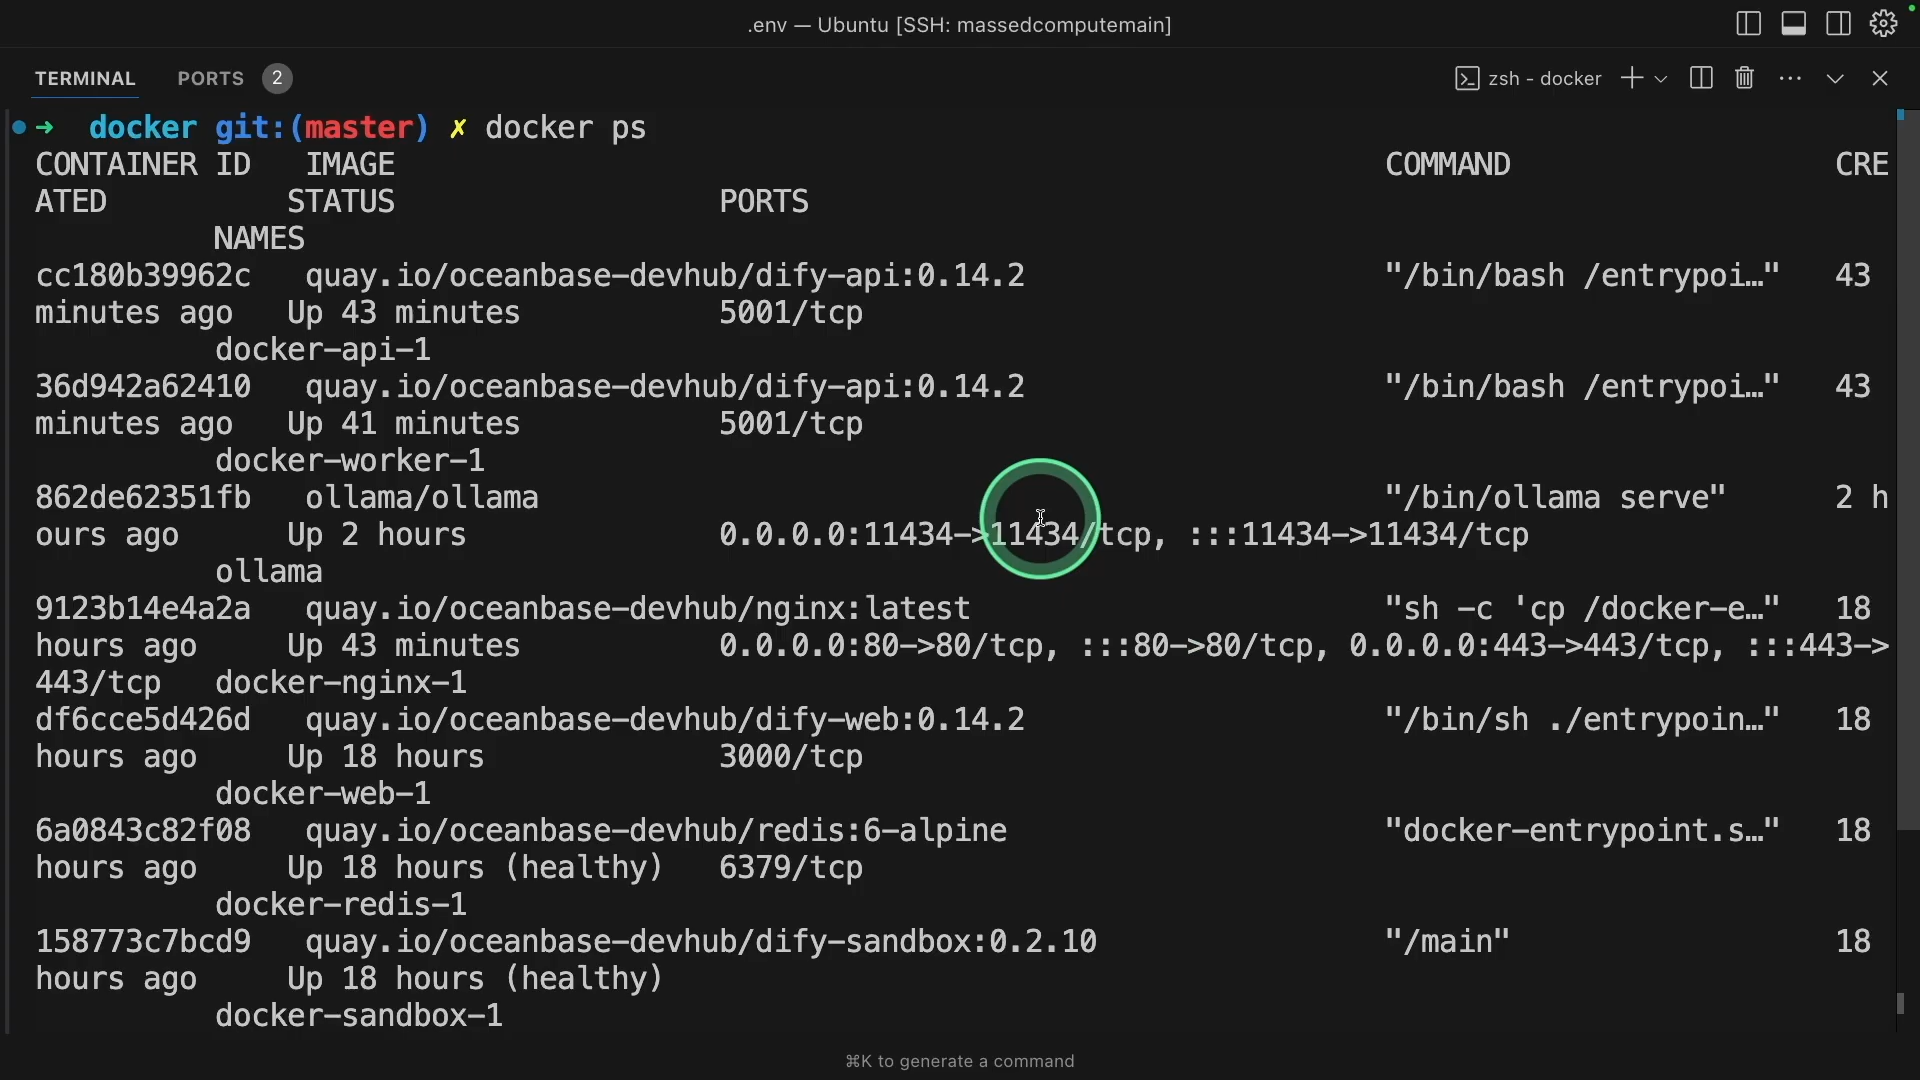 .env — Ubuntu [SSH: massedcomputemain]
TERMINAL PORTS 2 zsh - docker
➜ docker git:(master) ✗ docker ps
CONTAINER ID IMAGE COMMAND CRE
ATED STATUS PORTS
NAMES
cc180b39962c quay.io/oceanbase-devhub/dify-api:0.14.2 "/bin/bash /entrypoi…" 43
minutes ago Up 43 minutes 5001/tcp
docker-api-1
36d942a62410 quay.io/oceanbase-devhub/dify-api:0.14.2 "/bin/bash /entrypoi…" 43
minutes ago Up 41 minutes 5001/tcp
docker-worker-1
862de62351fb ollama/ollama "/bin/ollama serve" 2 h
ours ago Up 2 hours 0.0.0.0:11434->11434/tcp, :::11434->11434/tcp
ollama
9123b14e4a2a quay.io/oceanbase-devhub/nginx:latest "sh -c 'cp /docker-e…" 18
hours ago Up 43 minutes 0.0.0.0:80->80/tcp, :::80->80/tcp, 0.0.0.0:443->443/tcp, :::443->
443/tcp docker-nginx-1
df6cce5d426d quay.io/oceanbase-devhub/dify-web:0.14.2 "/bin/sh ./entrypoin…" 18
hours ago Up 18 hours 3000/tcp
docker-web-1
6a0843c82f08 quay.io/oceanbase-devhub/redis:6-alpine "docker-entrypoint.s…" 18
hours ago Up 18 hours (healthy) 6379/tcp
docker-redis-1
158773c7bcd9 quay.io/oceanbase-devhub/dify-sandbox:0.2.10 "/main" 18
hours ago Up 18 hours (healthy)
docker-sandbox-1
⌘K to generate a command